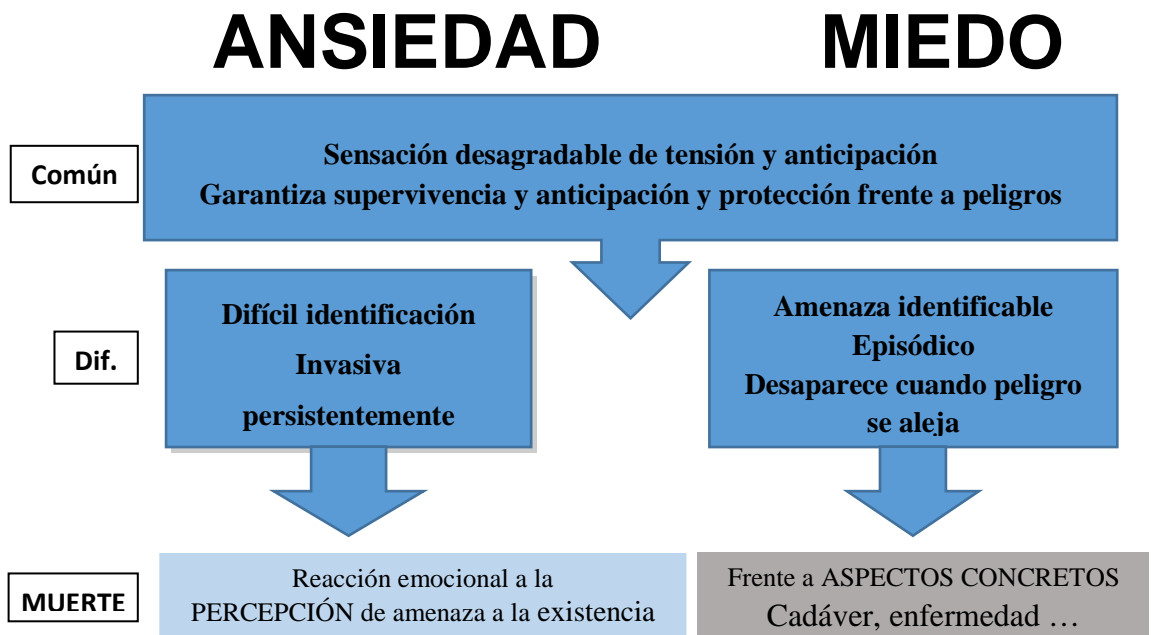 ANSIEDAD MIEDO
Común
Sensación desagradable de tensión y anticipación
Garantiza supervivencia y anticipación y protección frente a peligros
Dif.
Difícil identificación
Invasiva
persistentemente
Amenaza identificable
Episódico
Desaparece cuando peligro
se aleja
MUERTE
Reacción emocional a la
PERCEPCIÓN de amenaza a la existencia
Frente a ASPECTOS CONCRETOS
Cadáver, enfermedad …